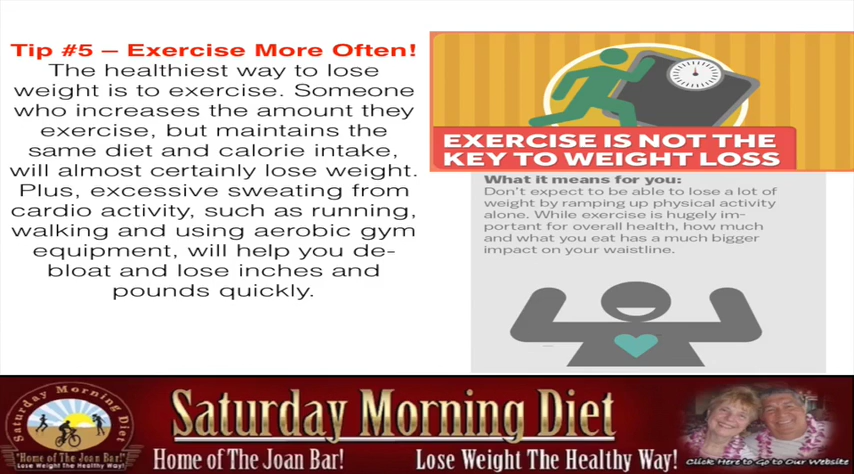 Tip #5 – Exercise More Often!
The healthiest way to lose
weight is to exercise. Someone
who increases the amount they
exercise, but maintains the
same diet and calorie intake,
will almost certainly lose weight.
Plus, excessive sweating from
cardio activity, such as running,
walking and using aerobic gym
equipment, will help you de-
bloat and lose inches and
pounds quickly.
EXERCISE IS NOT THE
KEY TO WEIGHT LOSS
What it means for you:
Don't expect to be able to lose a lot of
weight by ramping up physical activity
alone. While exercise is hugely im-
portant for overall health, how much
and what you eat has a much bigger
impact on your waistline.
Saturday Morning Diet
"Home of The Joan Bar!"
Lose Weight The Healthy Way!
Saturday Morning Diet
Home of The Joan Bar! Lose Weight The Healthy Way!
Click Here to Go to Our Website